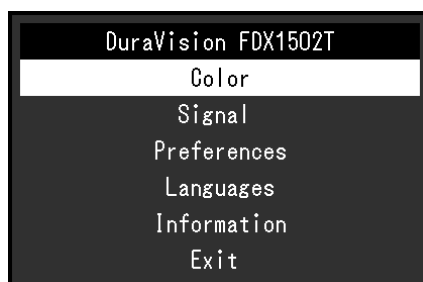 DuraVision FDX1502T
Color
Signal
Preferences
Languages
Information
Exit